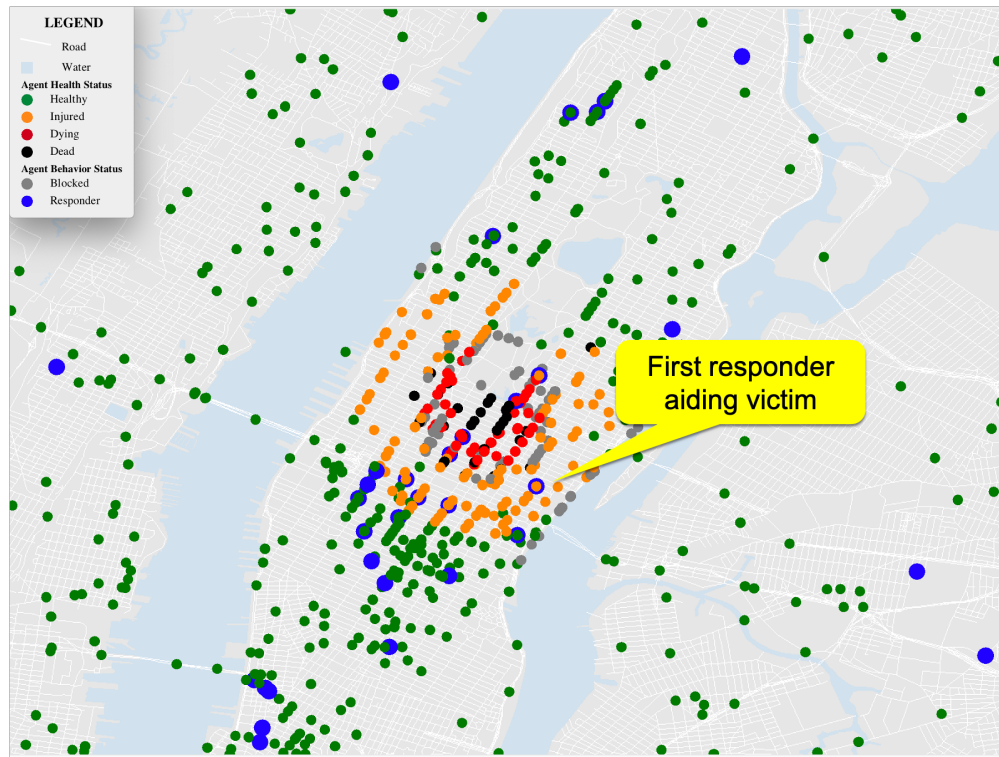 LEGEND
Road
Water
Agent Health Status
Healthy
Injured
Dying
Dead
Agent Behavior Status
Blocked
Responder
First responder
aiding victim